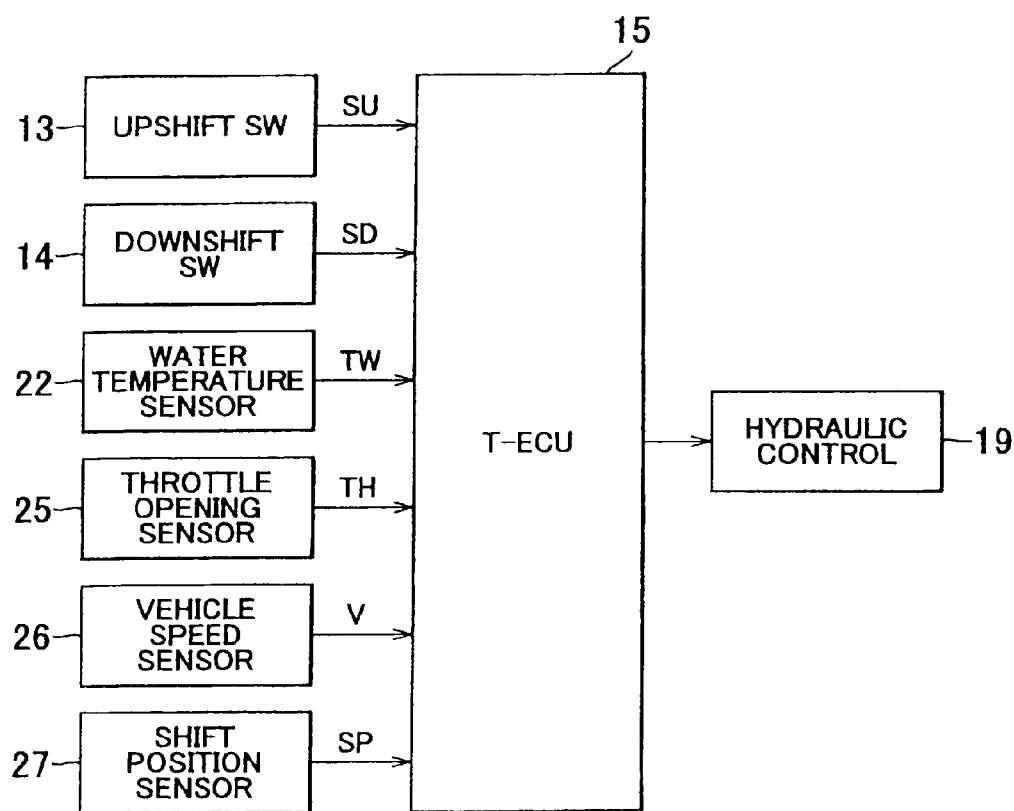 15
13
UPSHIFT SW
SU
14
DOWNSHIFT
SW
SD
22
WATER
TEMPERATURE
SENSOR
TW
T-ECU
HYDRAULIC
CONTROL
19
25
THROTTLE
OPENING
SENSOR
TH
26
VEHICLE
SPEED
SENSOR
V
27
SHIFT
POSITION
SENSOR
SP